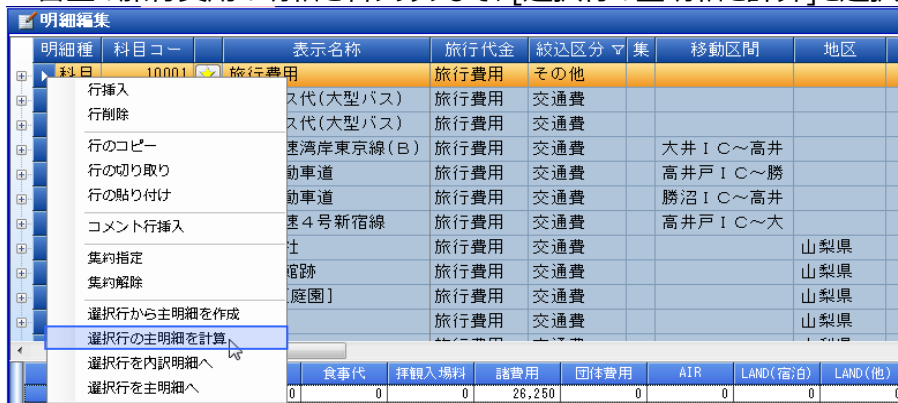 明細編集
明細種 科目コー 表示名称 旅行代金 絞込区分 集 移動区間 地区
科目 10001 旅行費用 旅行費用 その他
ス代(大型バス) 旅行費用 交通費
ス代(大型バス) 旅行費用 交通費
速湾岸東京線(B) 旅行費用 交通費 大井IC～高井
動車道 旅行費用 交通費 高井戸IC～勝
動車道 旅行費用 交通費 勝沼IC～高井
速4号新宿線 旅行費用 交通費 高井戸IC～大
旅行費用 交通費 山梨県
館跡 旅行費用 交通費 山梨県
庭園] 旅行費用 交通費 山梨県
旅行費用 交通費 山梨県
行挿入
行削除
行のコピー
行の切り取り
行の貼り付け
コメント行挿入
集約指定
集約解除
選択行から主明細を作成
選択行の主明細を計算
選択行を内訳明細へ
選択行を主明細へ
食事代 拝観入場料 諸費用 団体費用 AIR LAND(宿泊) LAND(他)
0 0 0 26,250 0 0 0